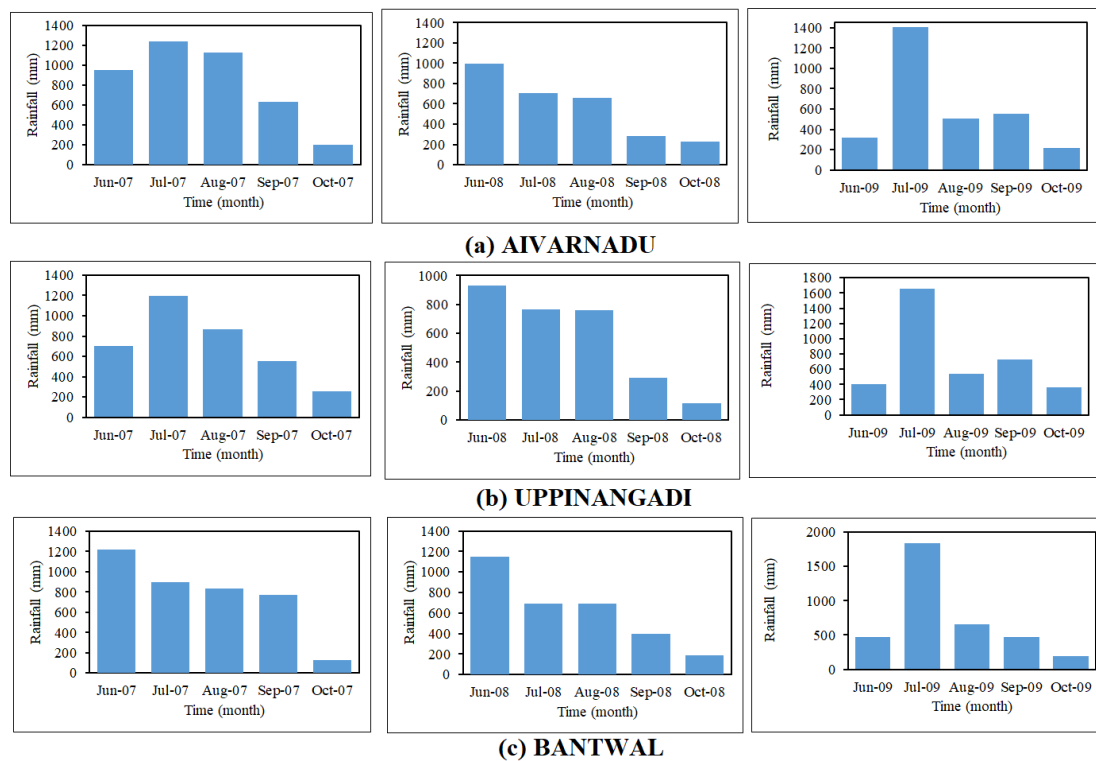 Rainfall (mm)
1400
1200
1000
800
600
400
200
0
Jun-07 Jul-07 Aug-07 Sep-07 Oct-07
Time (month)
Rainfall (mm)
1400
1200
1000
800
600
400
200
0
Jun-08 Jul-08 Aug-08 Sep-08 Oct-08
Time (month)
Rainfall (mm)
1400
1200
1000
800
600
400
200
0
Jun-09 Jul-09 Aug-09 Sep-09 Oct-09
Time (month)
(a) AIVARNADU
Rainfall (mm)
1400
1200
1000
800
600
400
200
0
Jun-07 Jul-07 Aug-07 Sep-07 Oct-07
Time (month)
Rainfall (mm)
1000
800
600
400
200
0
Jun-08 Jul-08 Aug-08 Sep-08 Oct-08
Time (month)
Rainfall (mm)
1800
1600
1400
1200
1000
800
600
400
200
0
Jun-09 Jul-09 Aug-09 Sep-09 Oct-09
Time (month)
(b) UPPINANGADI
Rainfall (mm)
1400
1200
1000
800
600
400
200
0
Jun-07 Jul-07 Aug-07 Sep-07 Oct-07
Time (month)
Rainfall (mm)
1400
1200
1000
800
600
400
200
0
Jun-08 Jul-08 Aug-08 Sep-08 Oct-08
Time (month)
Rainfall (mm)
2000
1500
1000
500
0
Jun-09 Jul-09 Aug-09 Sep-09 Oct-09
Time (month)
(c) BANTWAL